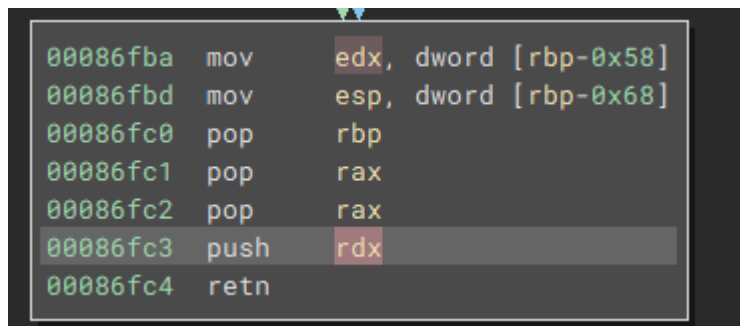 00086fba mov edx, dword [rbp-0x58]
00086fbd mov esp, dword [rbp-0x68]
00086fc0 pop rbp
00086fc1 pop rax
00086fc2 pop rax
00086fc3 push rdx
00086fc4 retn